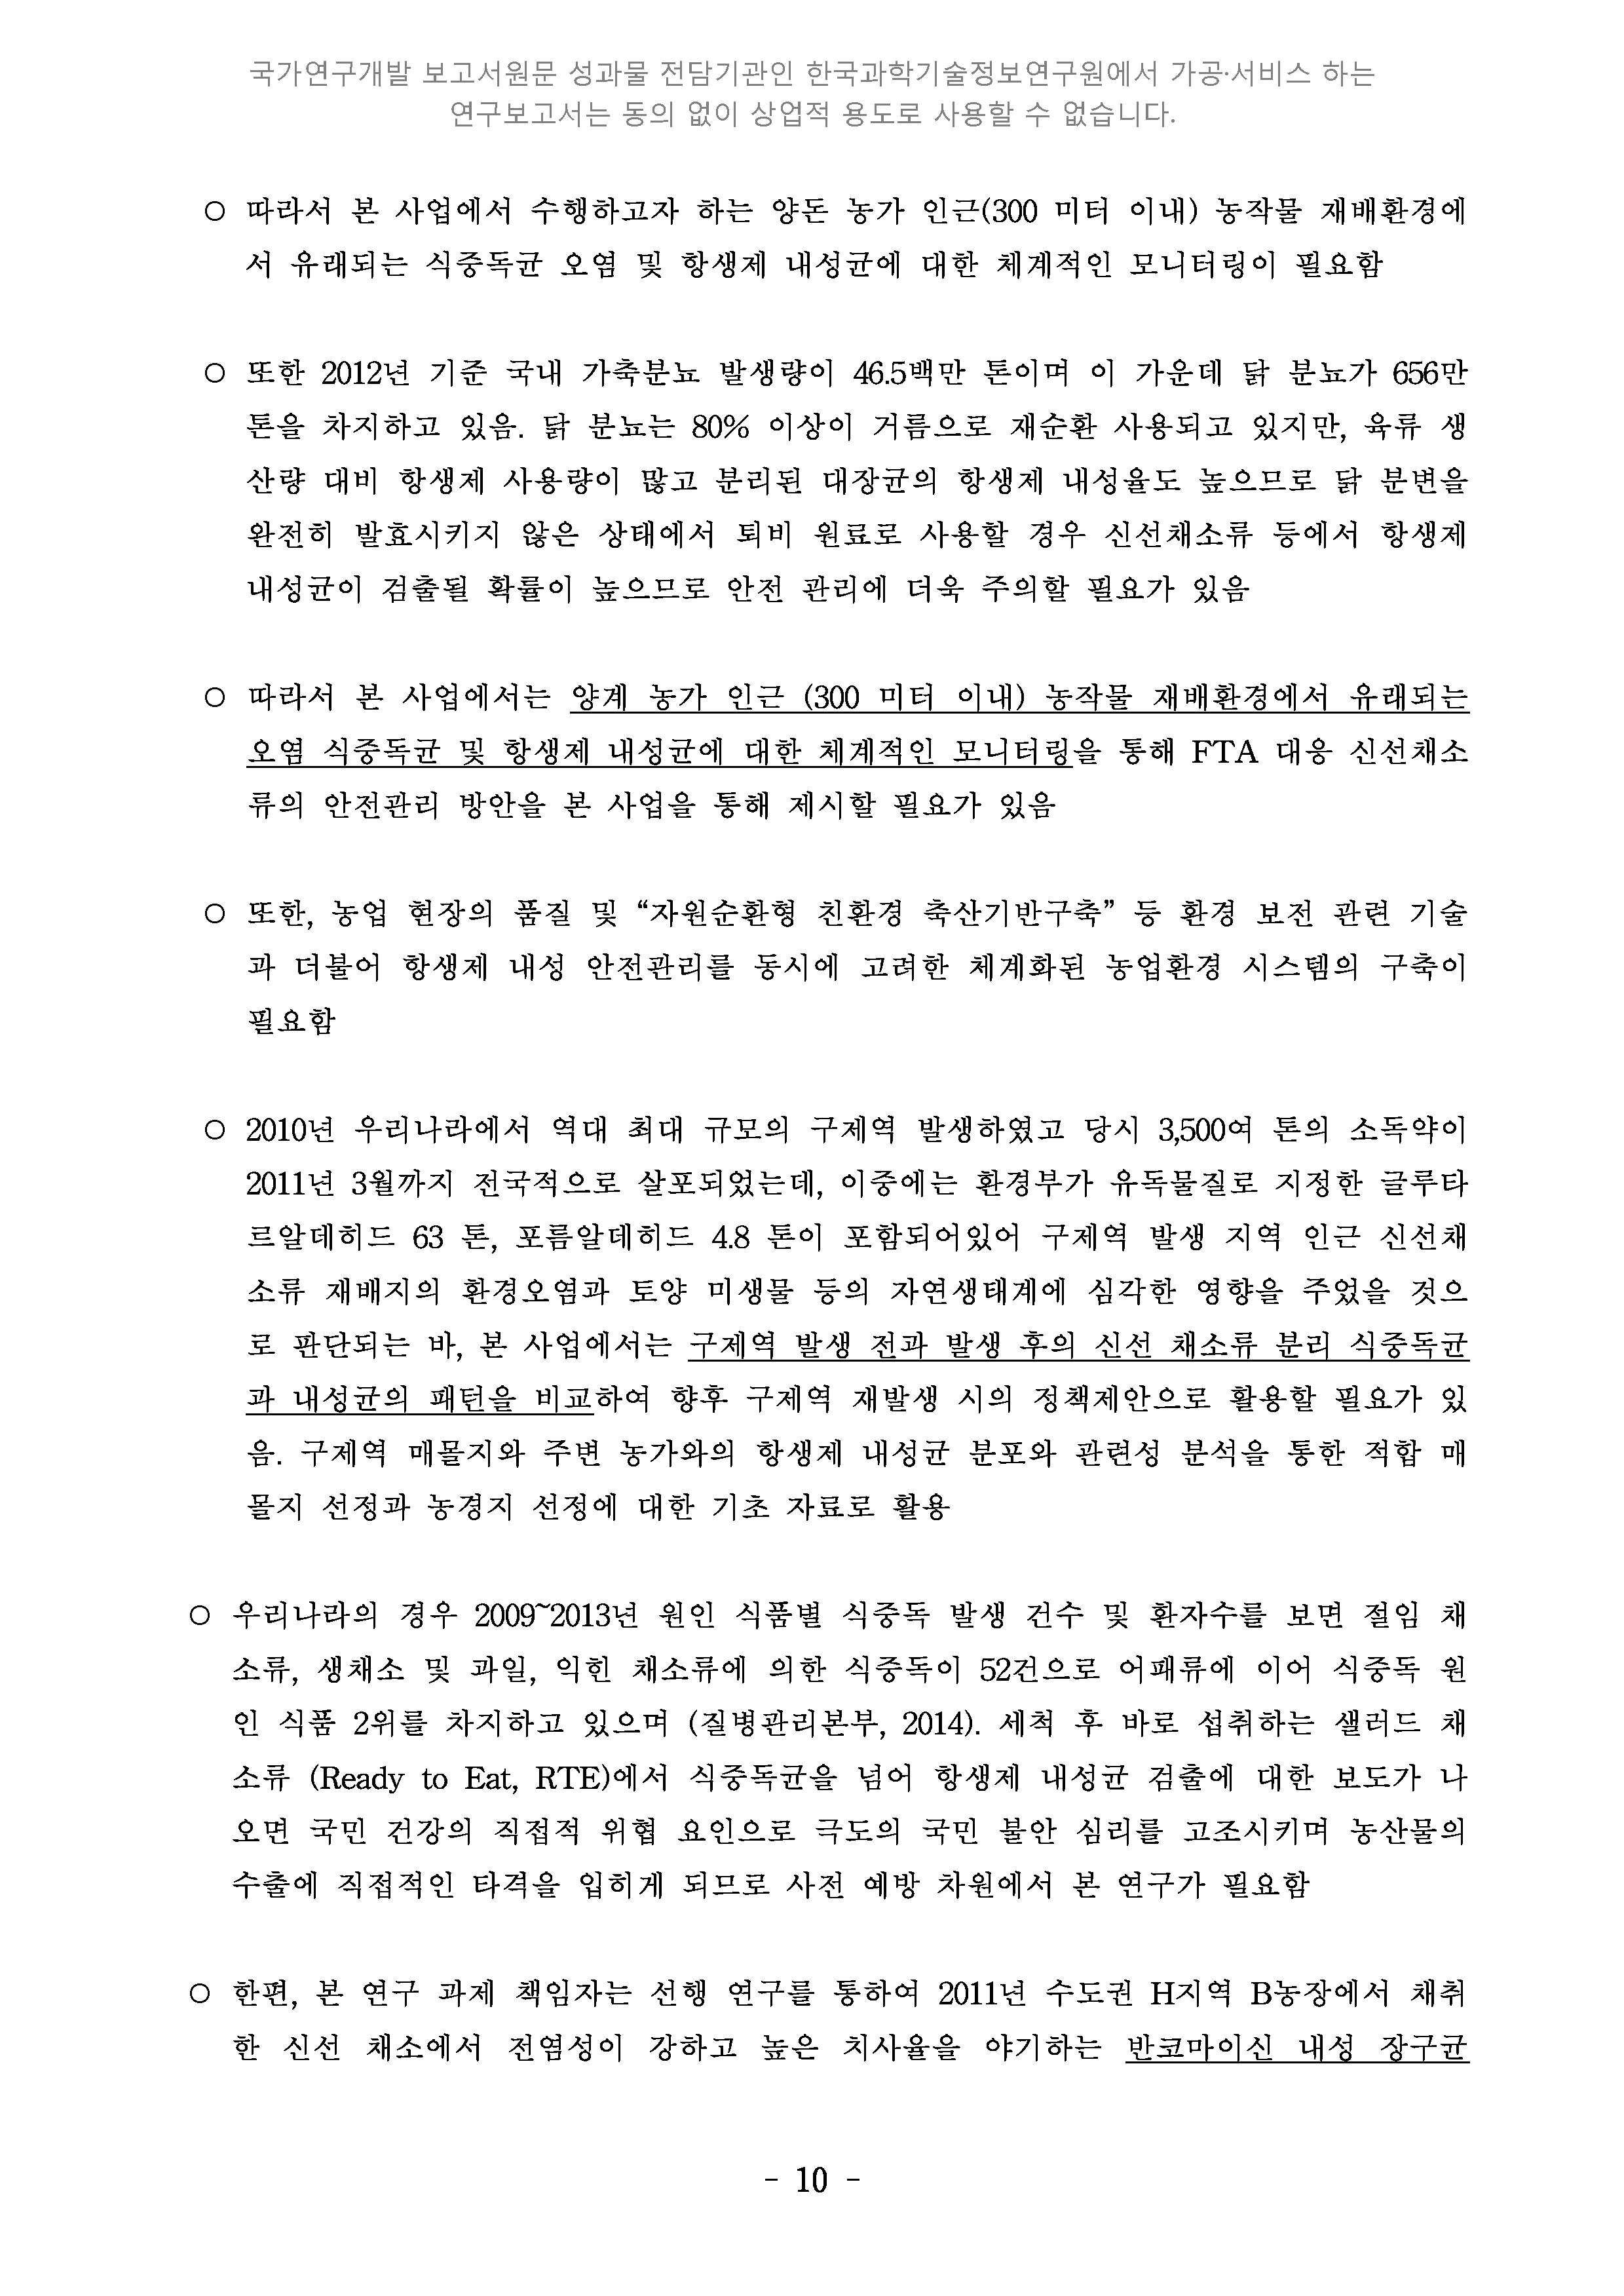 국가연구개발 보고서원문 성과물 전담기관인 한국과학기술정보연구원에서 가공·서비스 하는
연구보고서는 동의 없이 상업적 용도로 사용할 수 없습니다.
○ 따라서 본 사업에서 수행하고자 하는 양돈 농가 인근(300 미터 이내) 농작물 재배환경에
서 유래되는 식중독균 오염 및 항생제 내성균에 대한 체계적인 모니터링이 필요함
○ 또한 2012년 기준 국내 가축분뇨 발생량이 46.5백만 톤이며 이 가운데 닭 분뇨가 656만
톤을 차지하고 있음. 닭 분뇨는 80% 이상이 거름으로 재순환 사용되고 있지만, 육류 생
산량 대비 항생제 사용량이 많고 분리된 대장균의 항생제 내성율도 높으므로 닭 분변을
완전히 발효시키지 않은 상태에서 퇴비 원료로 사용할 경우 신선채소류 등에서 항생제
내성균이 검출될 확률이 높으므로 안전 관리에 더욱 주의할 필요가 있음
○ 따라서 본 사업에서는 양계 농가 인근 (300 미터 이내) 농작물 재배환경에서 유래되는
오염 식중독균 및 항생제 내성균에 대한 체계적인 모니터링을 통해 FTA 대응 신선채소
류의 안전관리 방안을 본 사업을 통해 제시할 필요가 있음
○ 또한, 농업 현장의 품질 및 “자원순환형 친환경 축산기반구축” 등 환경 보전 관련 기술
과 더불어 항생제 내성 안전관리를 동시에 고려한 체계화된 농업환경 시스템의 구축이
필요함
○ 2010년 우리나라에서 역대 최대 규모의 구제역 발생하였고 당시 3,500여 톤의 소독약이
2011년 3월까지 전국적으로 살포되었는데, 이중에는 환경부가 유독물질로 지정한 글루타
르알데히드 63 톤, 포름알데히드 4.8 톤이 포함되어있어 구제역 발생 지역 인근 신선채
소류 재배지의 환경오염과 토양 미생물 등의 자연생태계에 심각한 영향을 주었을 것으
로 판단되는 바, 본 사업에서는 구제역 발생 전과 발생 후의 신선 채소류 분리 식중독균
과 내성균의 패턴을 비교하여 향후 구제역 재발생 시의 정책제안으로 활용할 필요가 있
음. 구제역 매몰지와 주변 농가와의 항생제 내성균 분포와 관련성 분석을 통한 적합 매
몰지 선정과 농경지 선정에 대한 기초 자료로 활용
○ 우리나라의 경우 2009~2013년 원인 식품별 식중독 발생 건수 및 환자수를 보면 절임 채
소류, 생채소 및 과일, 익힌 채소류에 의한 식중독이 52건으로 어패류에 이어 식중독 원
인 식품 2위를 차지하고 있으며 (질병관리본부, 2014). 세척 후 바로 섭취하는 샐러드 채
소류 (Ready to Eat, RTE)에서 식중독균을 넘어 항생제 내성균 검출에 대한 보도가 나
오면 국민 건강의 직접적 위협 요인으로 극도의 국민 불안 심리를 고조시키며 농산물의
수출에 직접적인 타격을 입히게 되므로 사전 예방 차원에서 본 연구가 필요함
○ 한편, 본 연구 과제 책임자는 선행 연구를 통하여 2011년 수도권 H지역 B농장에서 채취
한 신선 채소에서 전염성이 강하고 높은 치사율을 야기하는 반코마이신 내성 장구균
- 10 -